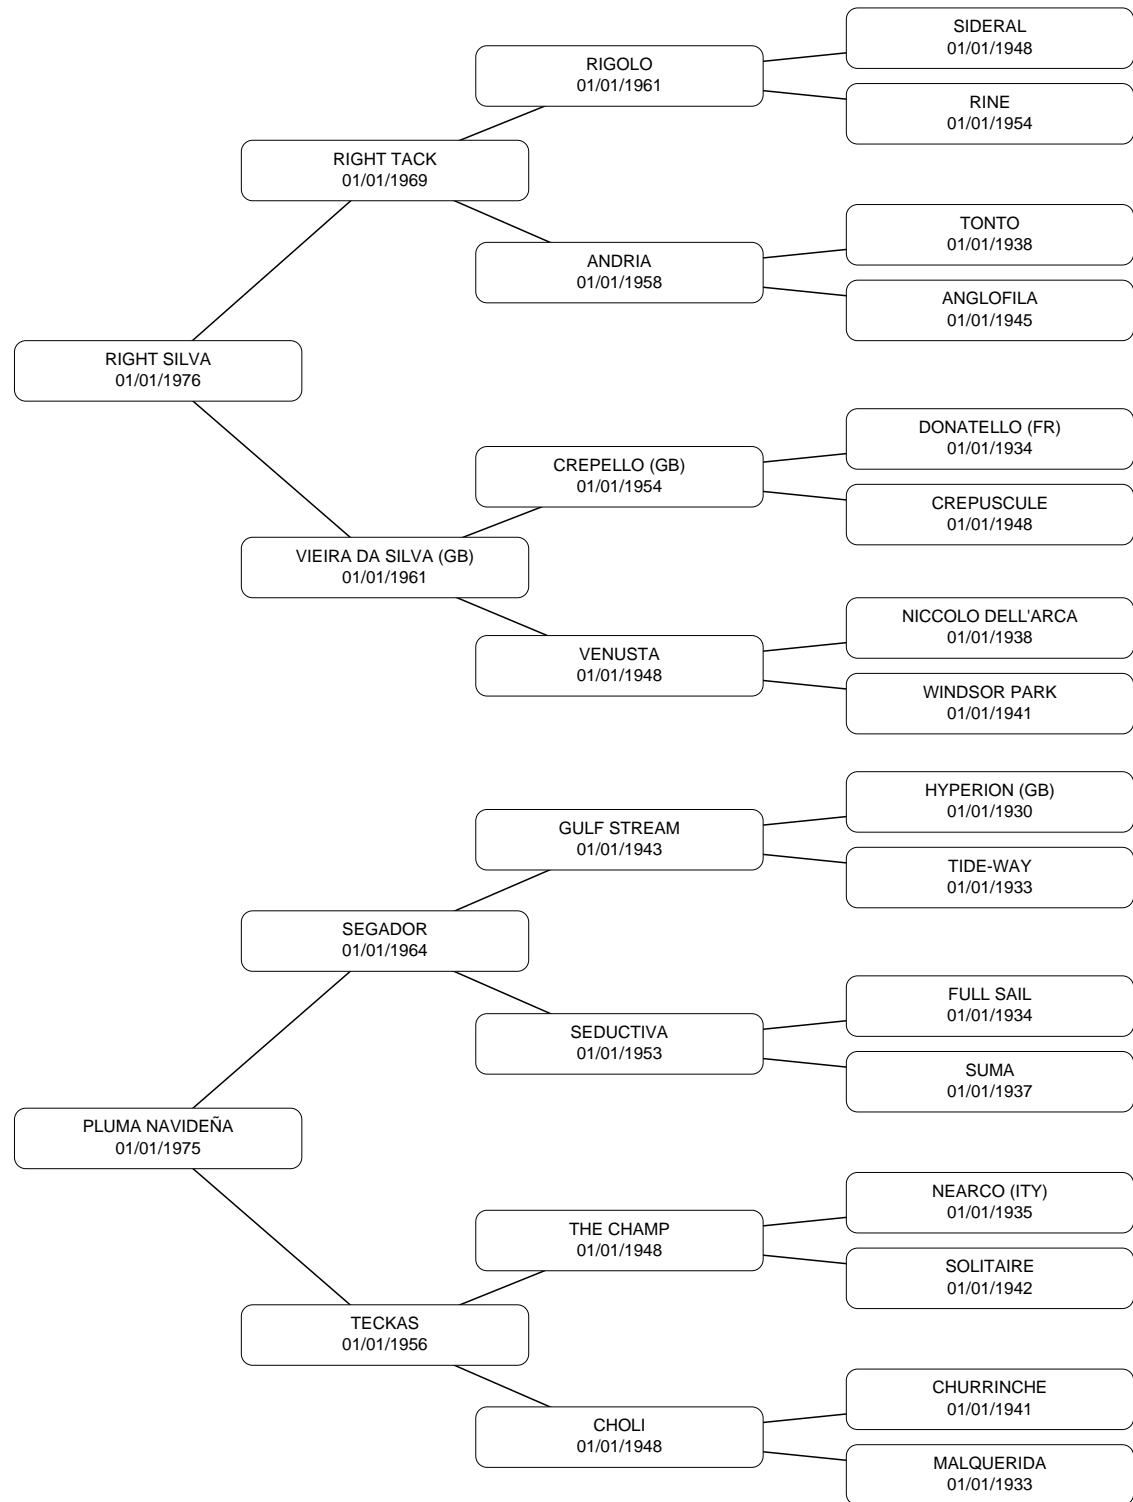 SIDERAL
01/01/1948
RIGOLO
01/01/1961
RINE
01/01/1954
RIGHT TACK
01/01/1969
TONTO
01/01/1938
ANDRIA
01/01/1958
ANGLOFILA
01/01/1945
RIGHT SILVA
01/01/1976
DONATELLO (FR)
01/01/1934
CREPELLO (GB)
01/01/1954
CREPUSCULE
01/01/1948
VIEIRA DA SILVA (GB)
01/01/1961
NICCOLO DELL'ARCA
01/01/1938
VENUSTA
01/01/1948
WINDSOR PARK
01/01/1941
HYPERION (GB)
01/01/1930
GULF STREAM
01/01/1943
TIDE-WAY
01/01/1933
SEGADOR
01/01/1964
FULL SAIL
01/01/1934
SEDUCTIVA
01/01/1953
SUMA
01/01/1937
PLUMA NAVIDEÑA
01/01/1975
NEARCO (ITY)
01/01/1935
THE CHAMP
01/01/1948
SOLITAIRE
01/01/1942
TECKAS
01/01/1956
CHURRINCHE
01/01/1941
CHOLI
01/01/1948
MALQUERIDA
01/01/1933